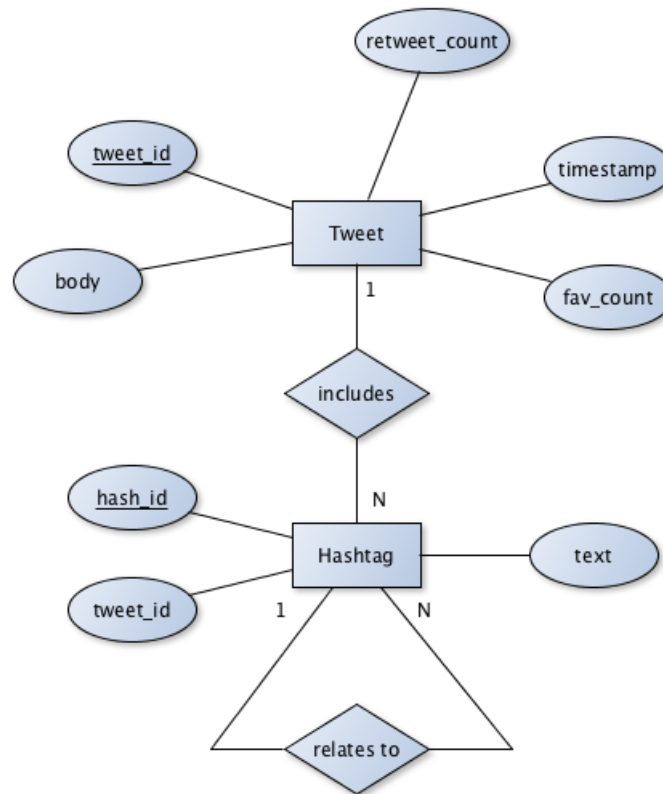 retweet_count
tweet_id
timestamp
Tweet
body
fav_count
1
includes
N
hash_id
Hashtag
text
tweet_id
1
N
relates to